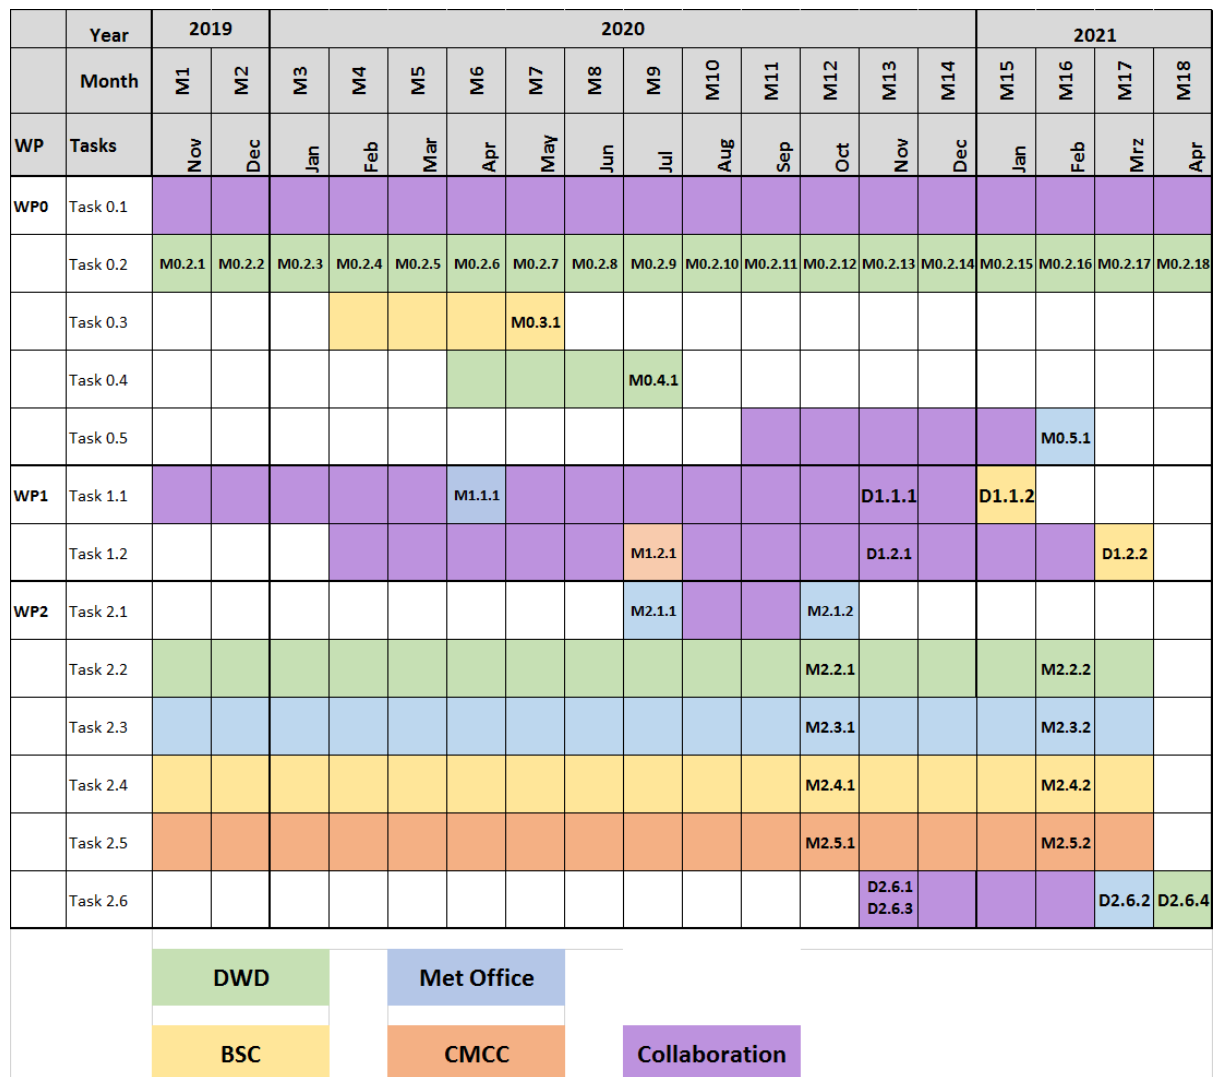 Year 2019 2020 2021
Month M1 M2 M3 M4 M5 M6 M7 M8 M9 M10 M11 M12 M13 M14 M15 M16 M17 M18
WP Tasks Nov Dec Jan Feb Mar Apr May Jun Jul Aug Sep Oct Nov Dec Jan Feb Mrz Apr
WP0 Task 0.1
Task 0.2 M0.2.1 M0.2.2 M0.2.3 M0.2.4 M0.2.5 M0.2.6 M0.2.7 M0.2.8 M0.2.9 M0.2.10 M0.2.11 M0.2.12 M0.2.13 M0.2.14 M0.2.15 M0.2.16 M0.2.17 M0.2.18
Task 0.3 M0.3.1
Task 0.4 M0.4.1
Task 0.5 M0.5.1
WP1 Task 1.1 M1.1.1 D1.1.1 D1.1.2
Task 1.2 M1.2.1 D1.2.1 D1.2.2
WP2 Task 2.1 M2.1.1 M2.1.2
Task 2.2 M2.2.1 M2.2.2
Task 2.3 M2.3.1 M2.3.2
Task 2.4 M2.4.1 M2.4.2
Task 2.5 M2.5.1 M2.5.2
Task 2.6 D2.6.1 D2.6.3 D2.6.2 D2.6.4
DWD Met Office
BSC CMCC Collaboration